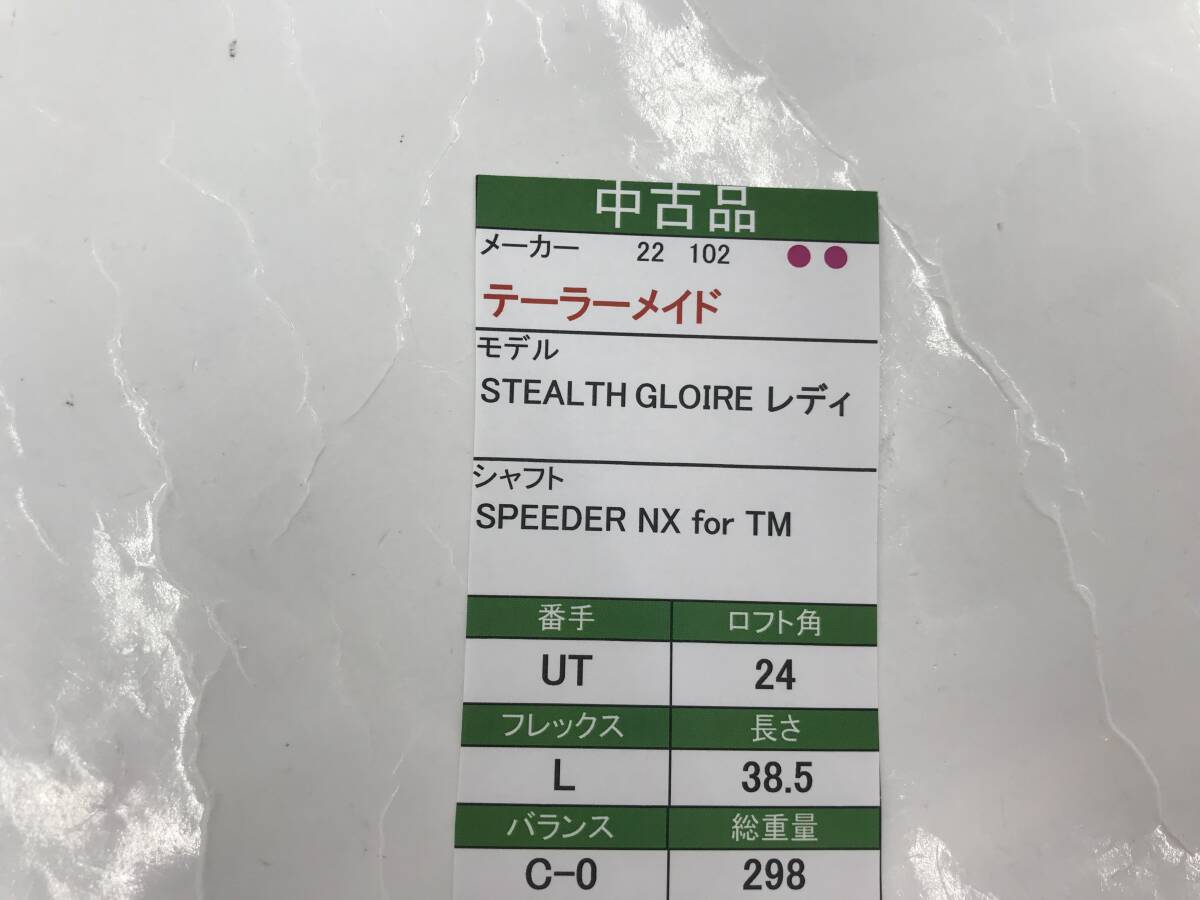 中古品
メーカー 22 102
テーラーメイド
モデル
STEALTH GLOIRE レディ
シャフト
SPEEDER NX for TM
番手 ロフト角
UT 24
フレックス 長さ
L 38.5
バランス 総重量
C-0 298